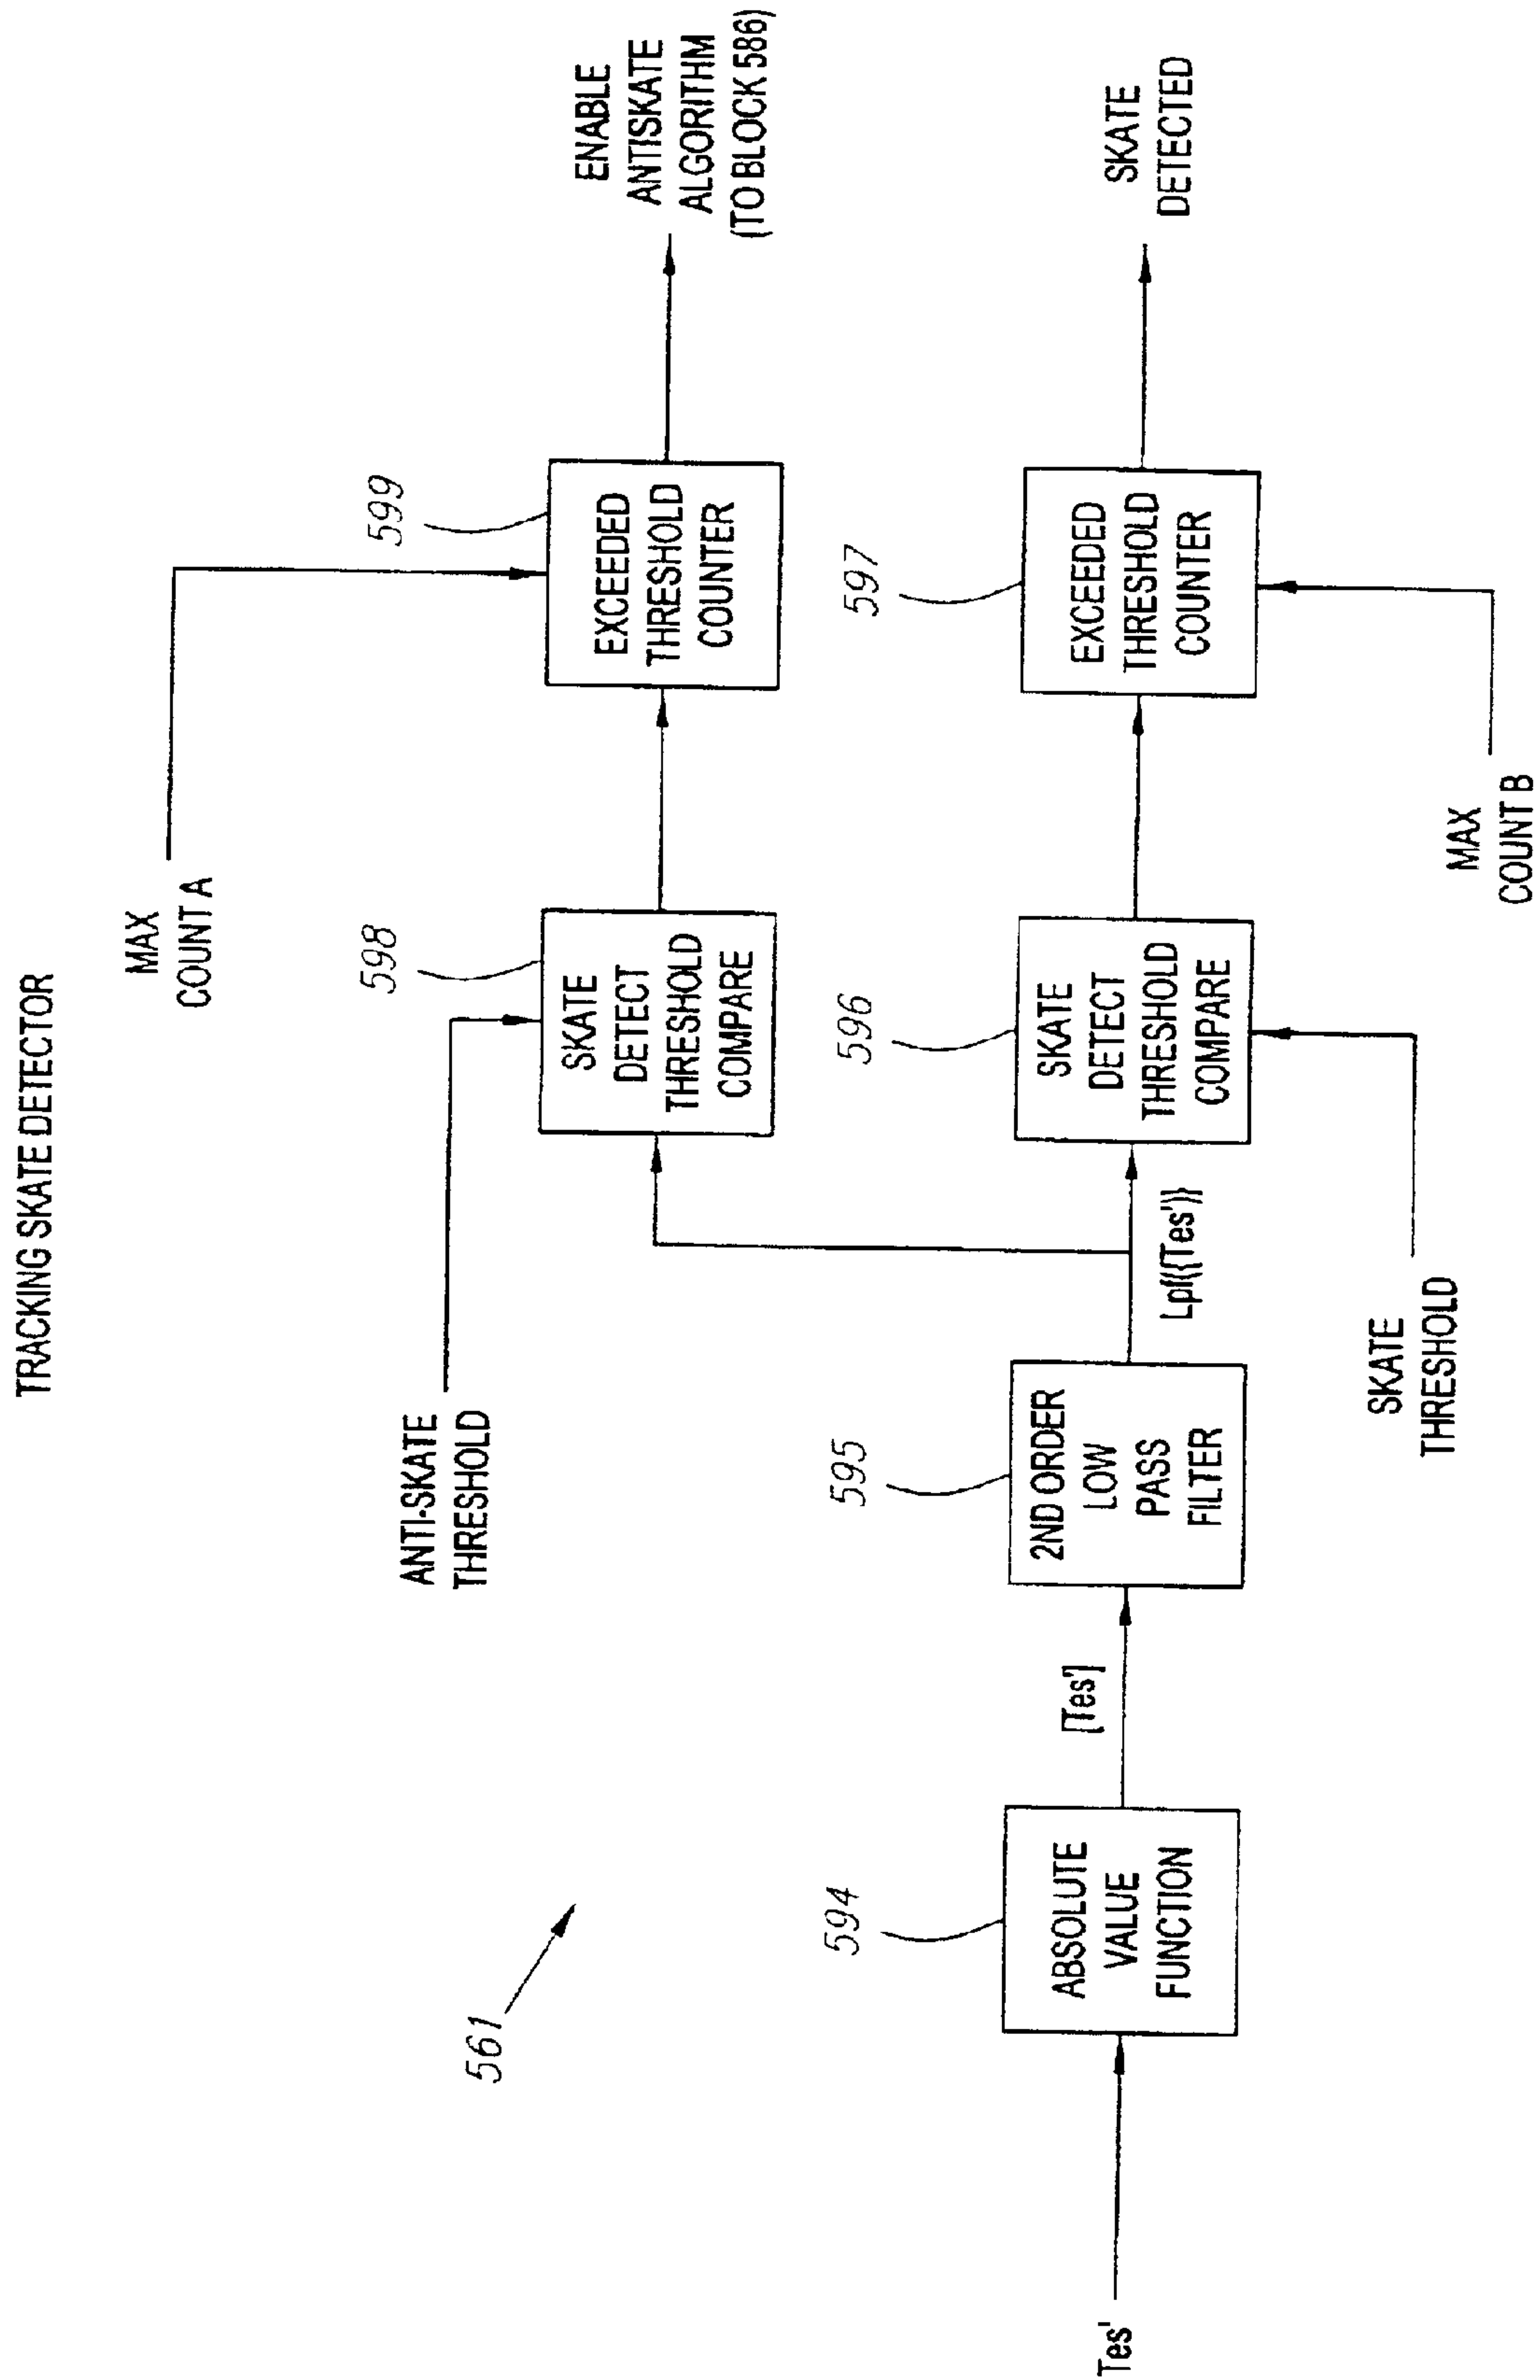 TRACKING SKATE DETECTOR
MAX
COUNT A
ANTI-SKATE
THRESHOLD
598
SKATE
DETECT
THRESHOLD
COMPARE
599
EXCEEDED
THRESHOLD
COUNTER
ENABLE
ANTISKATE
ALGORITHM
(TO BLOCK 586)
561
Tes'
594
ABSOLUTE
VALUE
FUNCTION
[Tes']
595
2ND ORDER
LOW
PASS
FILTER
Lpf({Tes'})
596
SKATE
DETECT
THRESHOLD
COMPARE
597
EXCEEDED
THRESHOLD
COUNTER
SKATE
DETECTED
SKATE
THRESHOLD
MAX
COUNT B